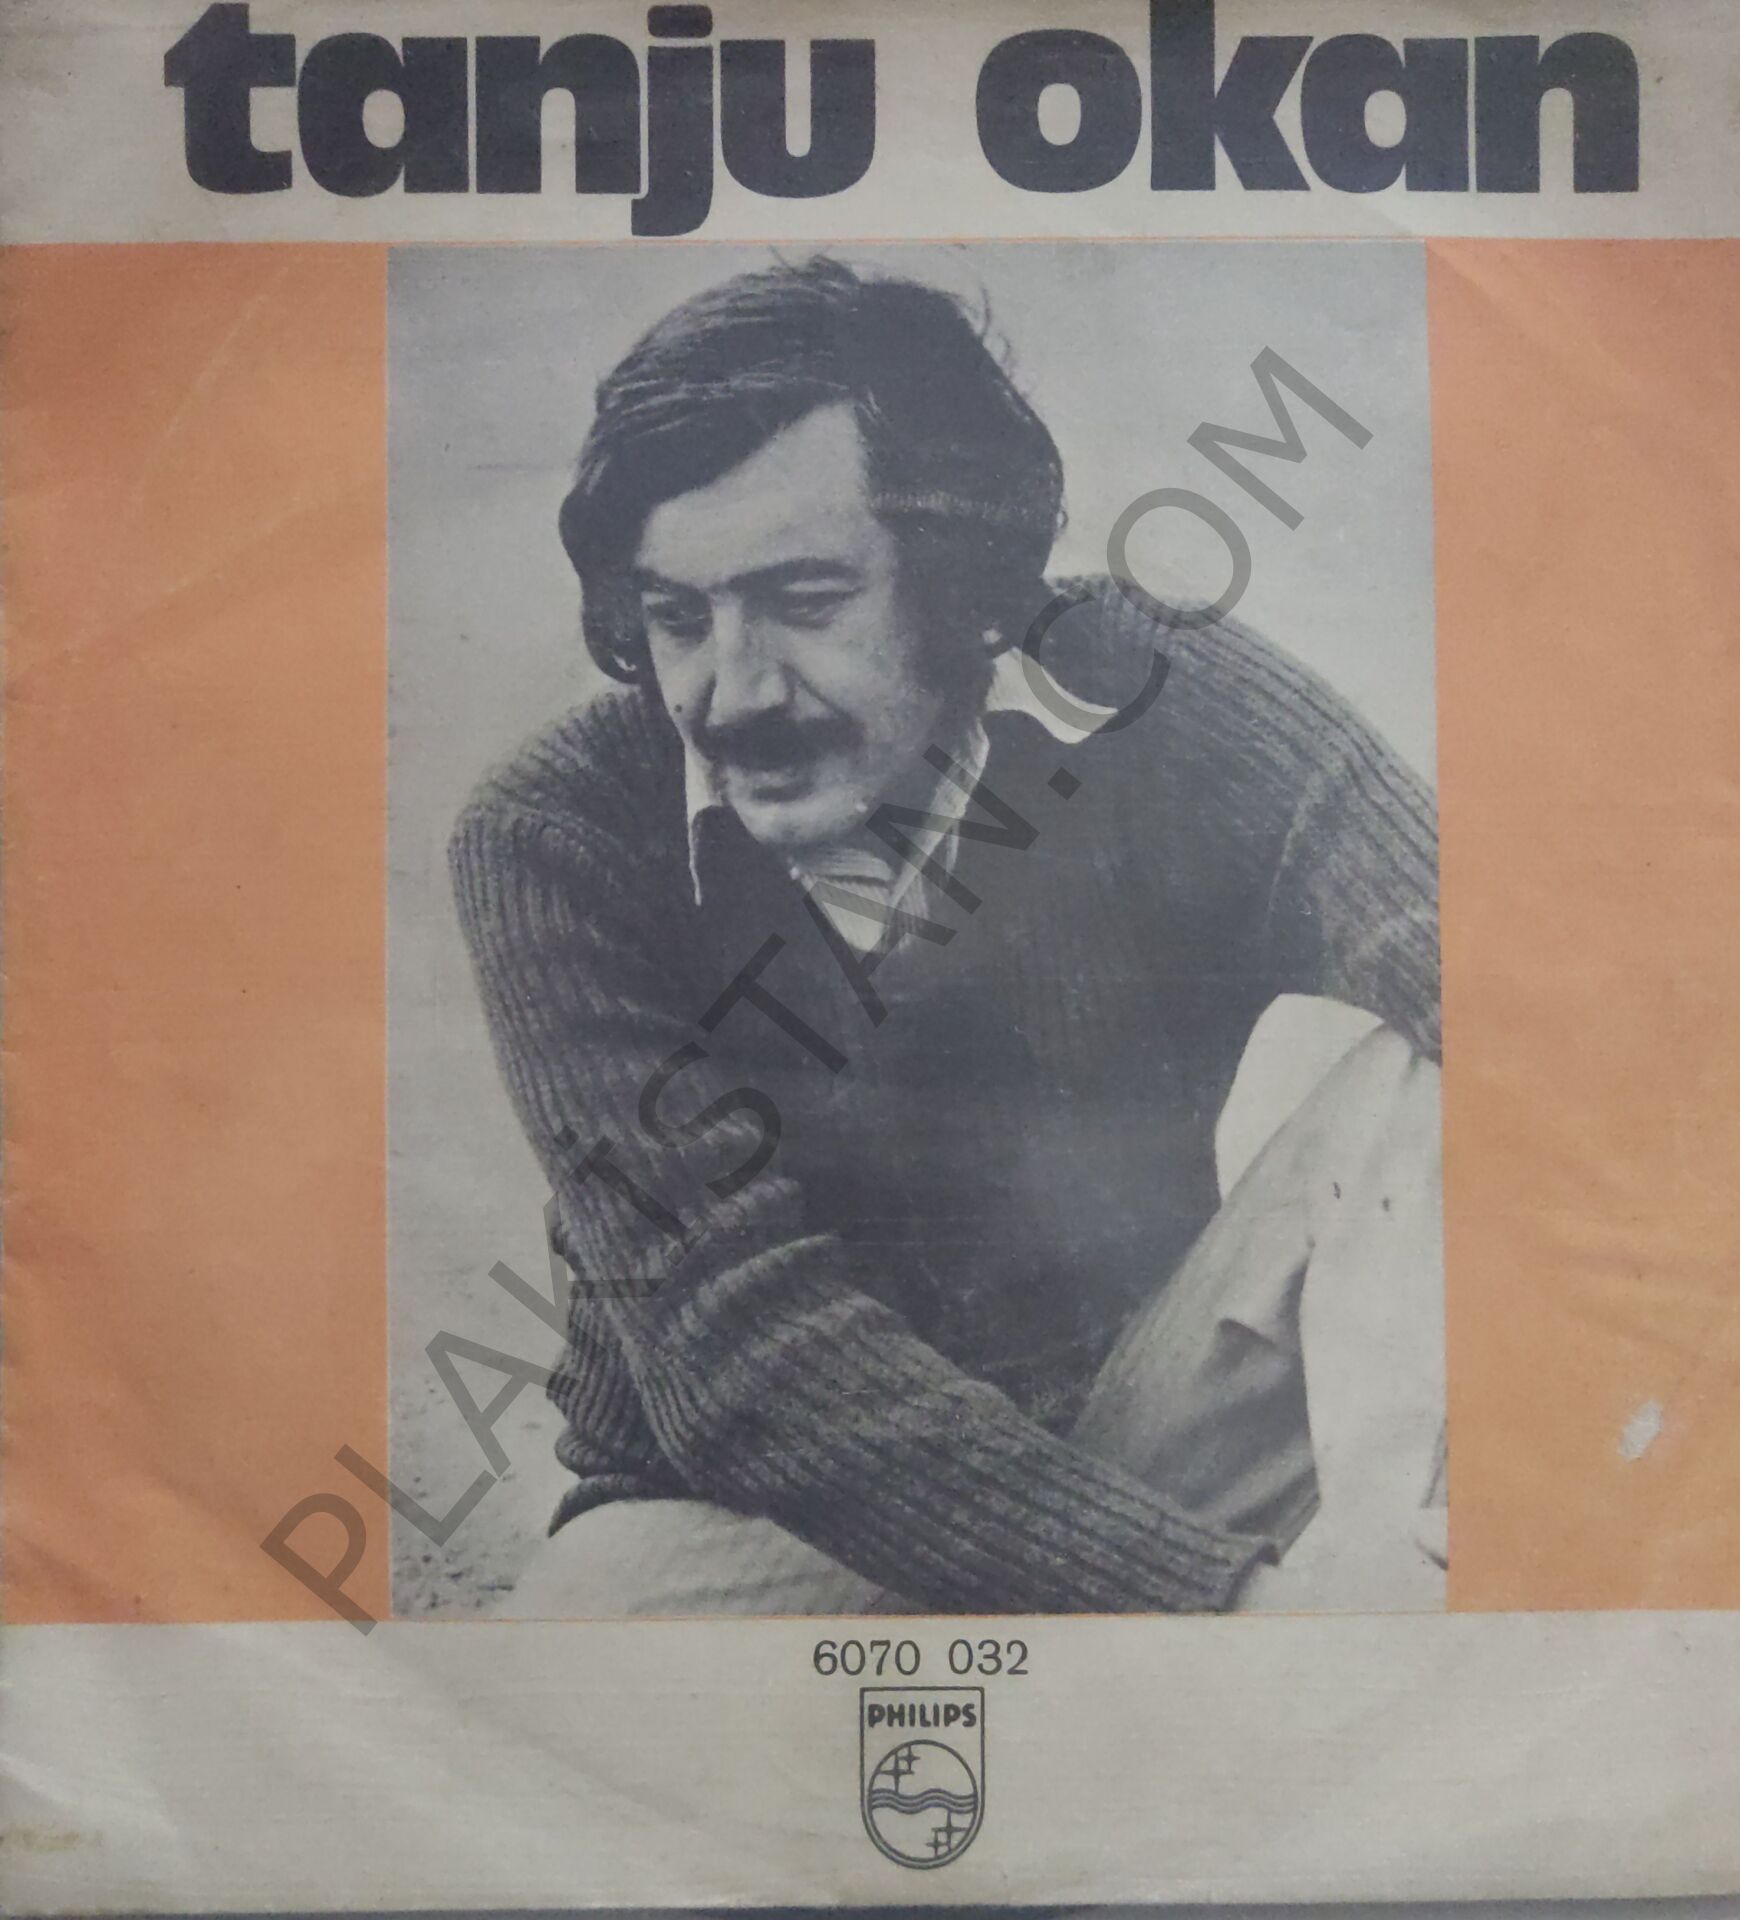 tanju okan
PLAKİSTAN.COM
6070 032
PHILIPS